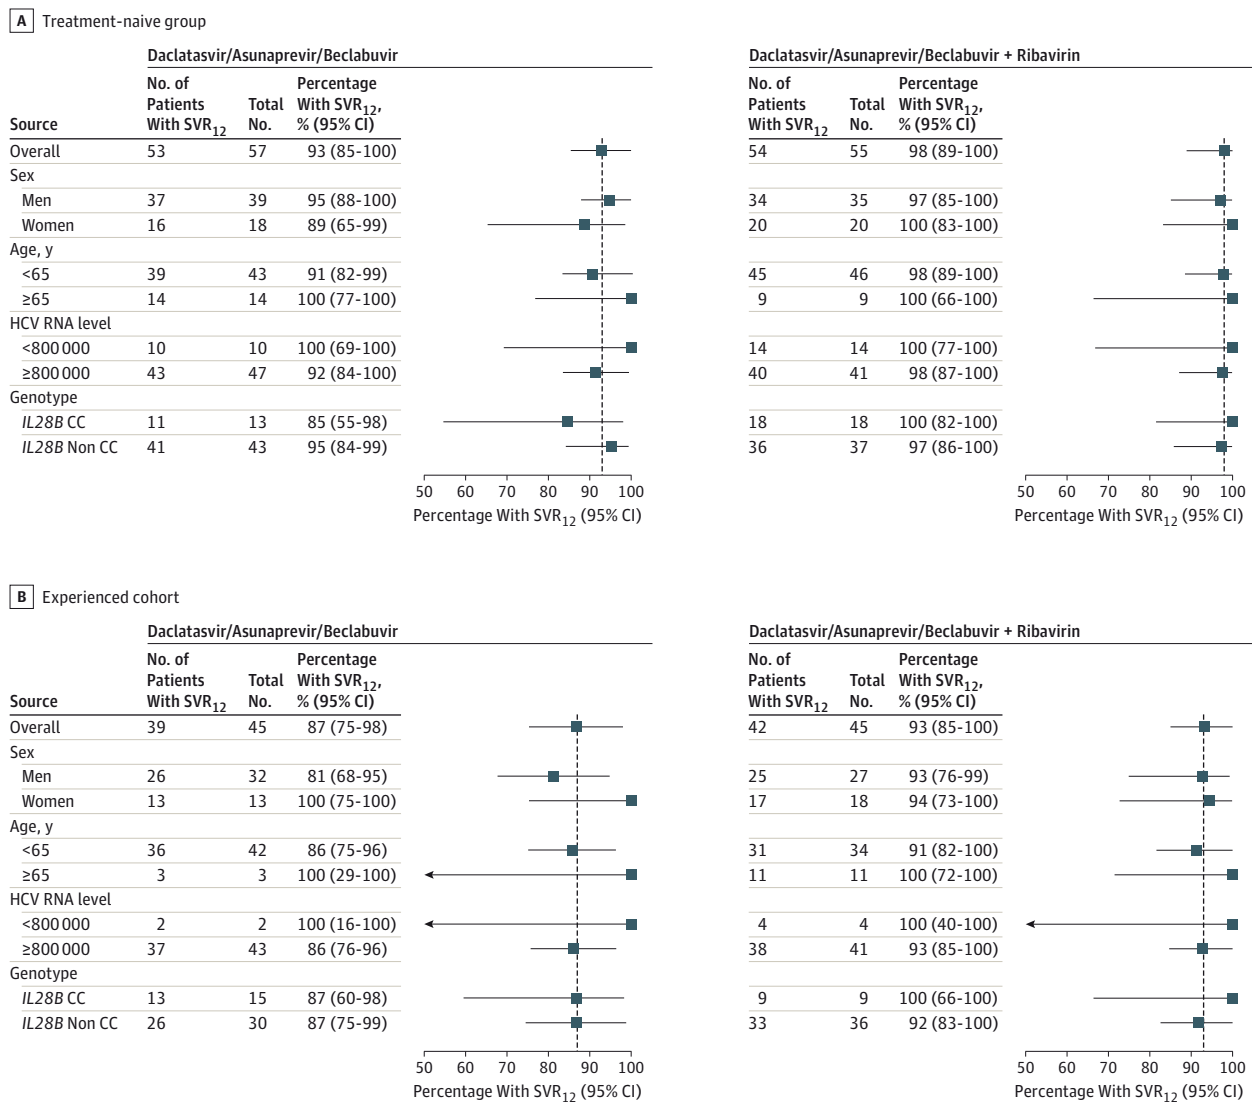 A Treatment-naive group
Daclatasvir/Asunaprevir/Beclabuvir Daclatasvir/Asunaprevir/Beclabuvir + Ribavirin
No. of Percentage No. of Percentage
Patients Total With SVR12, Patients Total With SVR12,
Source With SVR12 No. % (95% CI) With SVR12 No. % (95% CI)
Overall 53 57 93 (85-100) 54 55 98 (89-100)
Sex
Men 37 39 95 (88-100) 34 35 97 (85-100)
Women 16 18 89 (65-99) 20 20 100 (83-100)
Age, y
<65 39 43 91 (82-99) 45 46 98 (89-100)
≥65 14 14 100 (77-100) 9 9 100 (66-100)
HCV RNA level
<800 000 10 10 100 (69-100) 14 14 100 (77-100)
≥800 000 43 47 92 (84-100) 40 41 98 (87-100)
Genotype
IL28B CC 11 13 85 (55-98) 18 18 100 (82-100)
IL28B Non CC 41 43 95 (84-99) 36 37 97 (86-100)
50 60 70 80 90 100 50 60 70 80 90 100
Percentage With SVR12 (95% CI) Percentage With SVR12 (95% CI)
B Experienced cohort
Daclatasvir/Asunaprevir/Beclabuvir Daclatasvir/Asunaprevir/Beclabuvir + Ribavirin
No. of Percentage No. of Percentage
Patients Total With SVR12, Patients Total With SVR12,
Source With SVR12 No. % (95% CI) With SVR12 No. % (95% CI)
Overall 39 45 87 (75-98) 42 45 93 (85-100)
Sex
Men 26 32 81 (68-95) 25 27 93 (76-99)
Women 13 13 100 (75-100) 17 18 94 (73-100)
Age, y
<65 36 42 86 (75-96) 31 34 91 (82-100)
≥65 3 3 100 (29-100) 11 11 100 (72-100)
HCV RNA level
<800 000 2 2 100 (16-100) 4 4 100 (40-100)
≥800 000 37 43 86 (76-96) 38 41 93 (85-100)
Genotype
IL28B CC 13 15 87 (60-98) 9 9 100 (66-100)
IL28B Non CC 26 30 87 (75-99) 33 36 92 (83-100)
50 60 70 80 90 100 50 60 70 80 90 100
Percentage With SVR12 (95% CI) Percentage With SVR12 (95% CI)